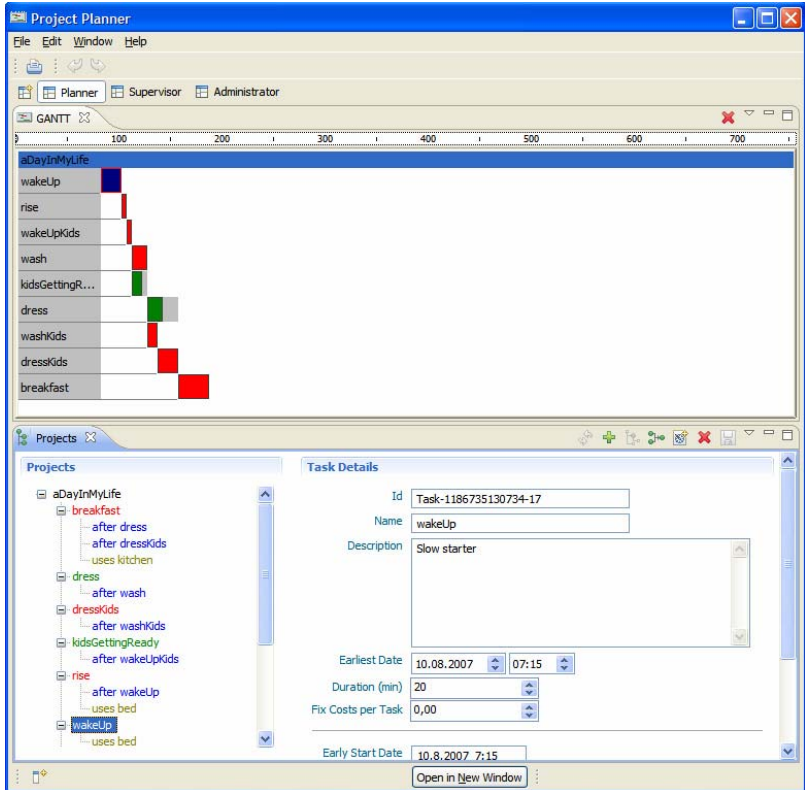 Project Planner
File Edit Window Help
Planner Supervisor Administrator
GANTT
100 200 300 400 500 600 700
aDayInMyLife
wakeUp
rise
wakeUpKids
wash
kidsGettingR...
dress
washKids
dressKids
breakfast
Projects
Projects
aDayInMyLife
breakfast
after dress
after dressKids
uses kitchen
dress
after wash
dressKids
after washKids
kidsGettingReady
after wakeUpKids
rise
after wakeUp
uses bed
wakeUp
uses bed
Task Details
Id Task-1186735130734-17
Name wakeUp
Description Slow starter
Earliest Date 10.08.2007 07:15
Duration (min) 20
Fix Costs per Task 0,00
Early Start Date 10.8.2007 7:15
Open in New Window